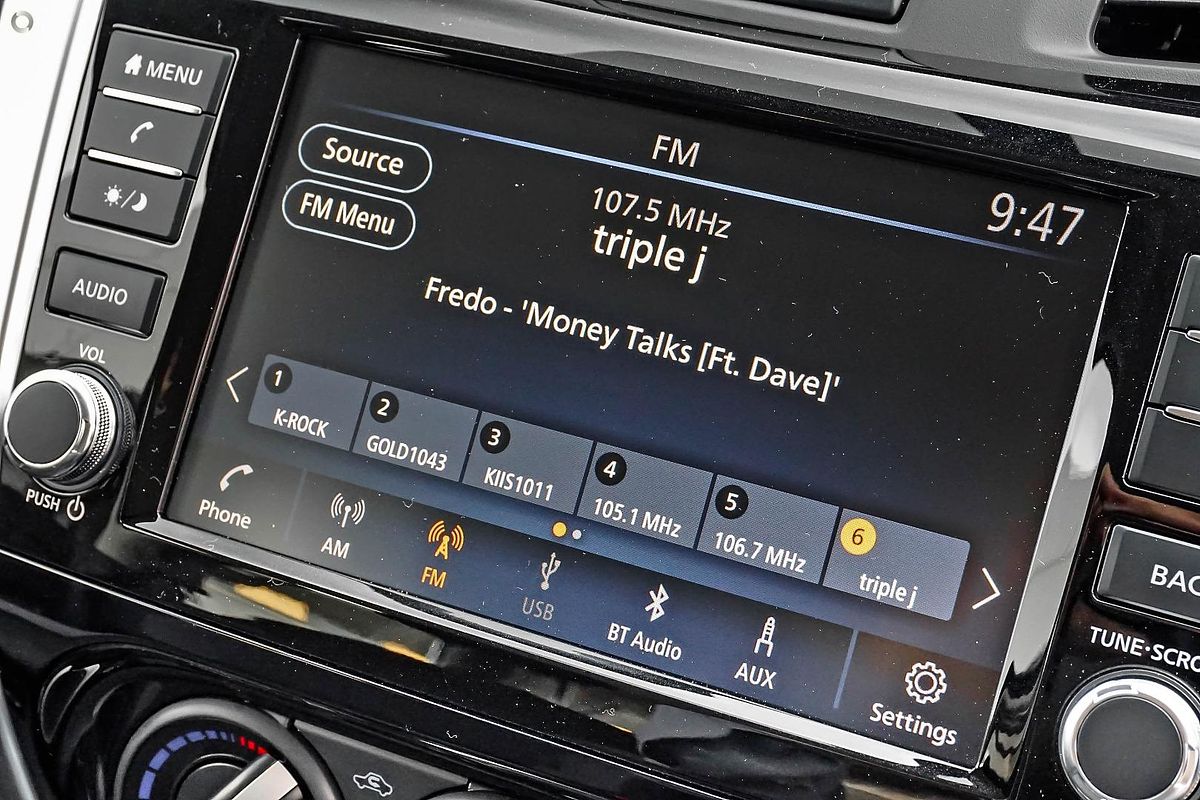 MENU
AUDIO
VOL
PUSH
FM
Source
FM Menu
107.5 MHz
triple j
9:47
Fredo - 'Money Talks [Ft. Dave]'
1 K-ROCK
2 GOLD1043
3 KIIS1011
4 105.1 MHz
5 106.7 MHz
6 triple j
Phone
AM
FM
USB
BT Audio
AUX
Settings
BAC
TUNE·SCRO